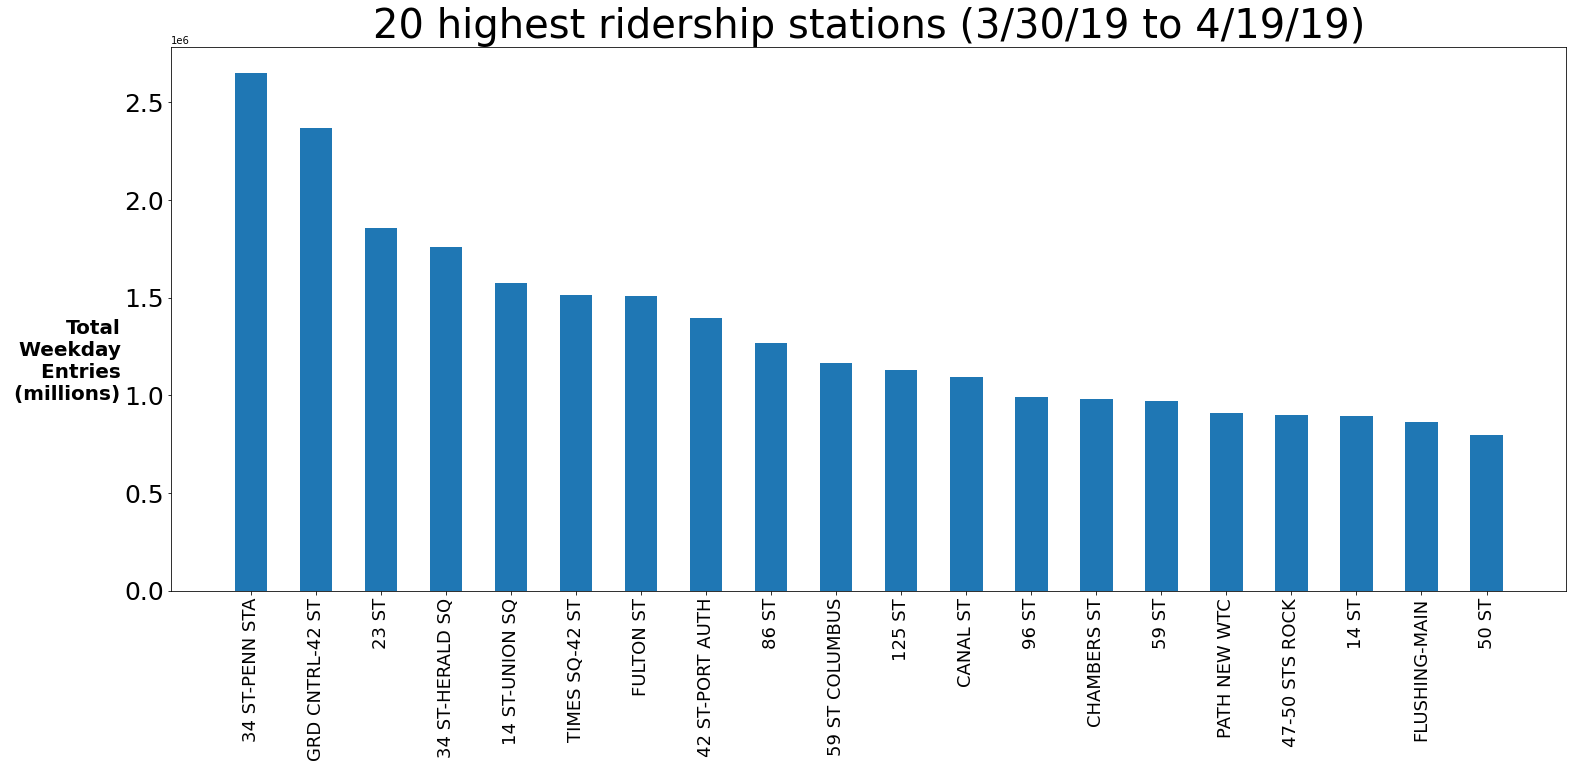 20 highest ridership stations (3/30/19 to 4/19/19)
1e6
2.5
2.0
1.5
1.0
0.5
0.0
Total
Weekday
Entries
(millions)
34 ST-PENN STA
GRD CNTRL-42 ST
23 ST
34 ST-HERALD SQ
14 ST-UNION SQ
TIMES SQ-42 ST
FULTON ST
42 ST-PORT AUTH
86 ST
59 ST COLUMBUS
125 ST
CANAL ST
96 ST
CHAMBERS ST
59 ST
PATH NEW WTC
47-50 STS ROCK
14 ST
FLUSHING-MAIN
50 ST